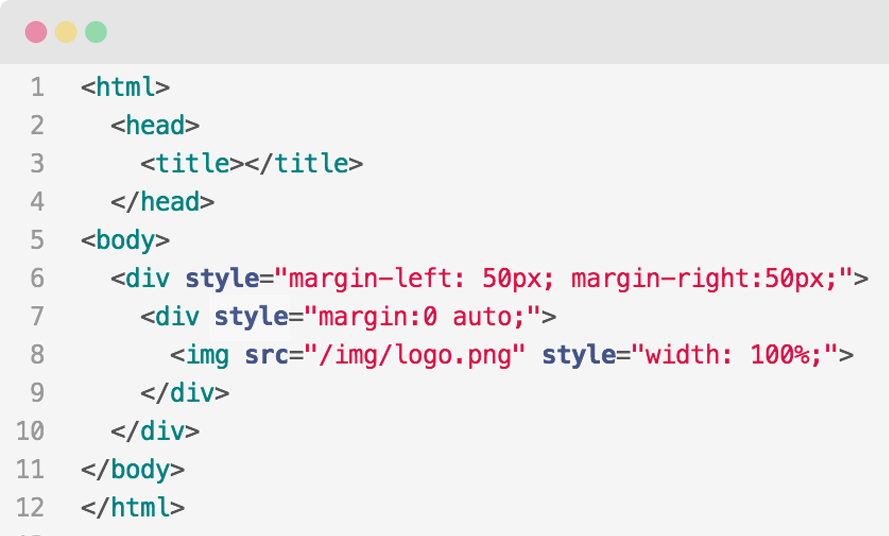 1 <html>
2   <head>
3     <title></title>
4   </head>
5 <body>
6   <div style="margin-left: 50px; margin-right:50px;">
7     <div style="margin:0 auto;">
8       <img src="/img/logo.png" style="width: 100%;">
9     </div>
10   </div>
11 </body>
12 </html>